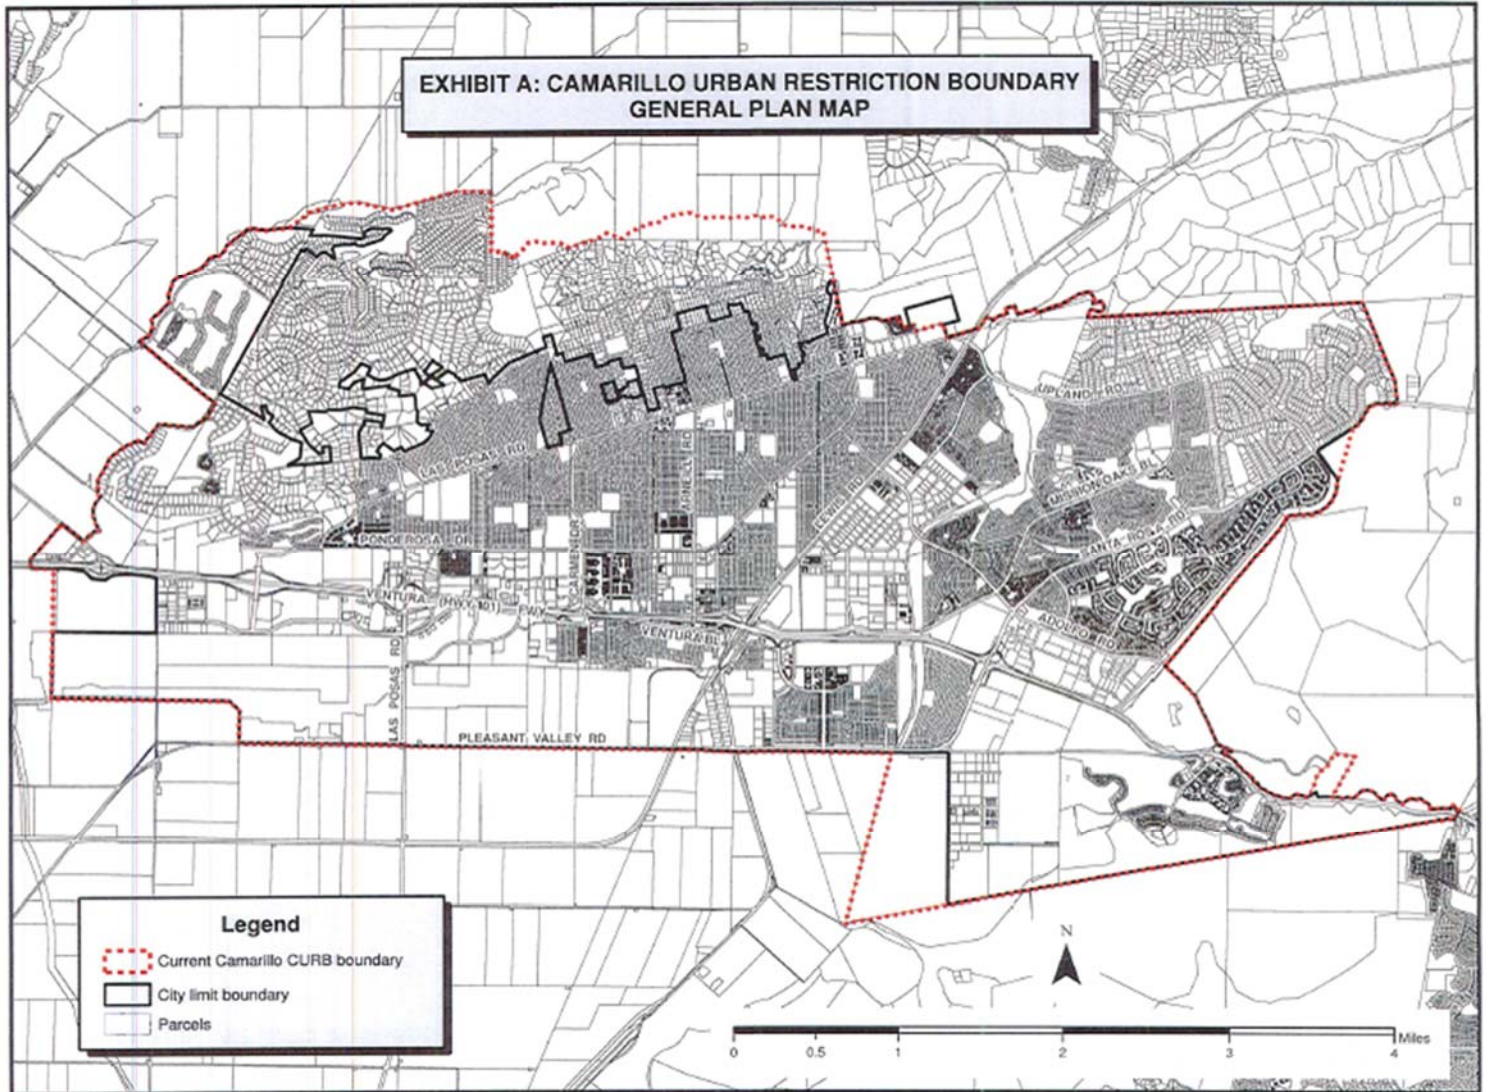 EXHIBIT A: CAMARILLO URBAN RESTRICTION BOUNDARY
GENERAL PLAN MAP
UPLAND
LAS POSAS RD
MISSION OAKS BL
LEWIS RD
PONDEROSA DR
CARMEN DR
SANTA ROSA RD
VENTURA (HWY 101) FWY
VENTURA BL
ADOLFO RD
LAS POSAS RD
PLEASANT VALLEY RD
Legend
Current Camarillo CURB boundary
City limit boundary
Parcels
N
0 0.5 1 2 3 4 Miles